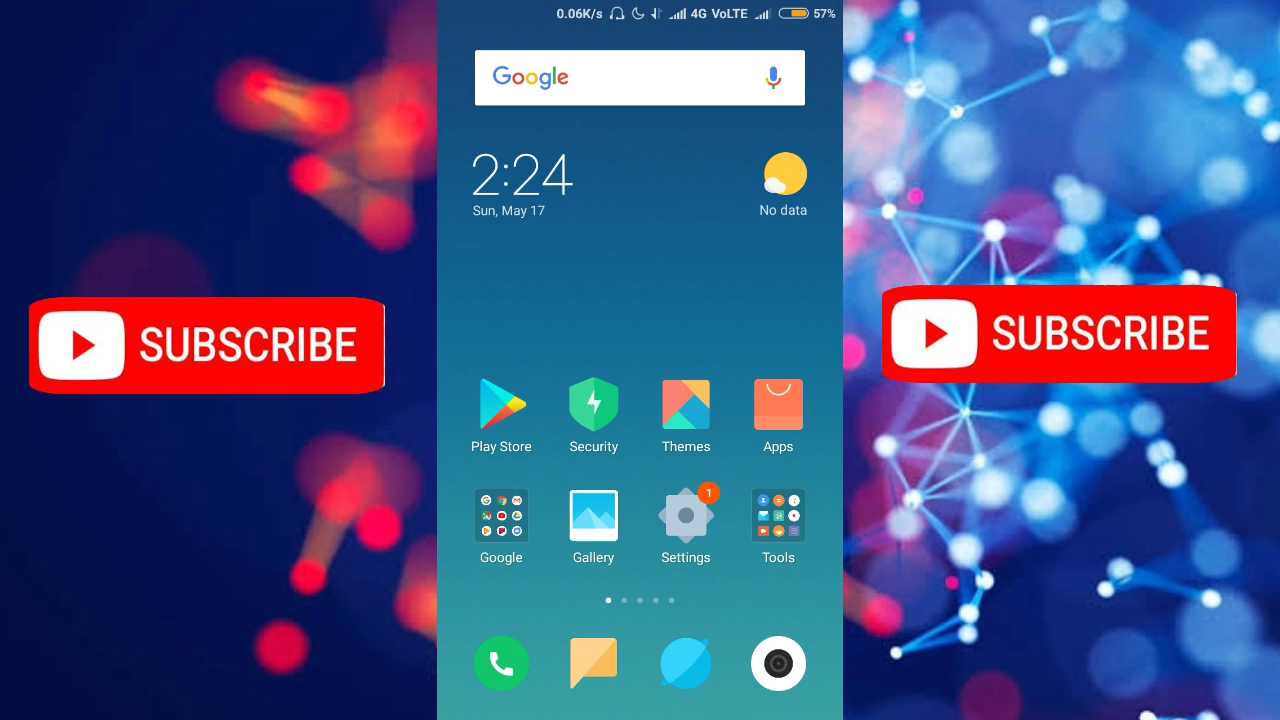 0.06K/s 4G VoLTE 57%
Google
2:24
Sun, May 17
No data
SUBSCRIBE
SUBSCRIBE
Play Store Security Themes Apps
1
Google Gallery Settings Tools